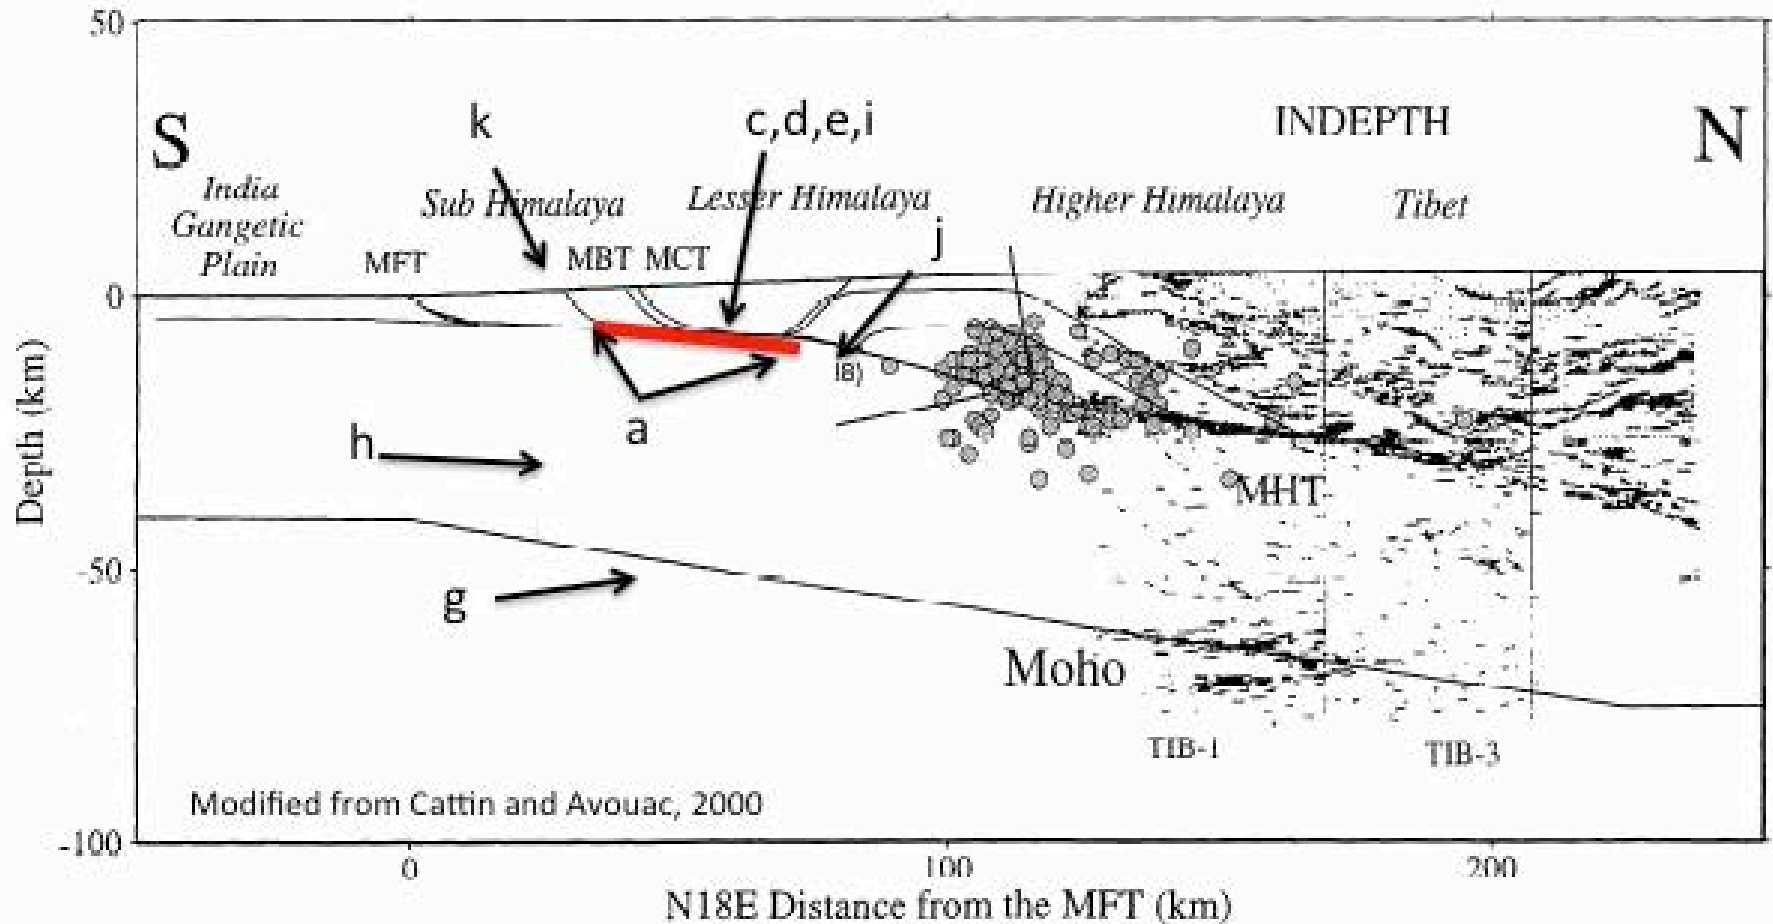 50
k
c,d,e,i
INDEPTH
S
N
India
Gangetic
Plain
Sub Himalaya
Lesser Himalaya
Higher Himalaya
Tibet
j
MFT
MBT
MCT
0
a
h
MHT
Depth (km)
-50
g
Moho
TIB-1
TIB-3
Modified from Cattin and Avouac, 2000
-100
0
100
200
N18E Distance from the MFT (km)